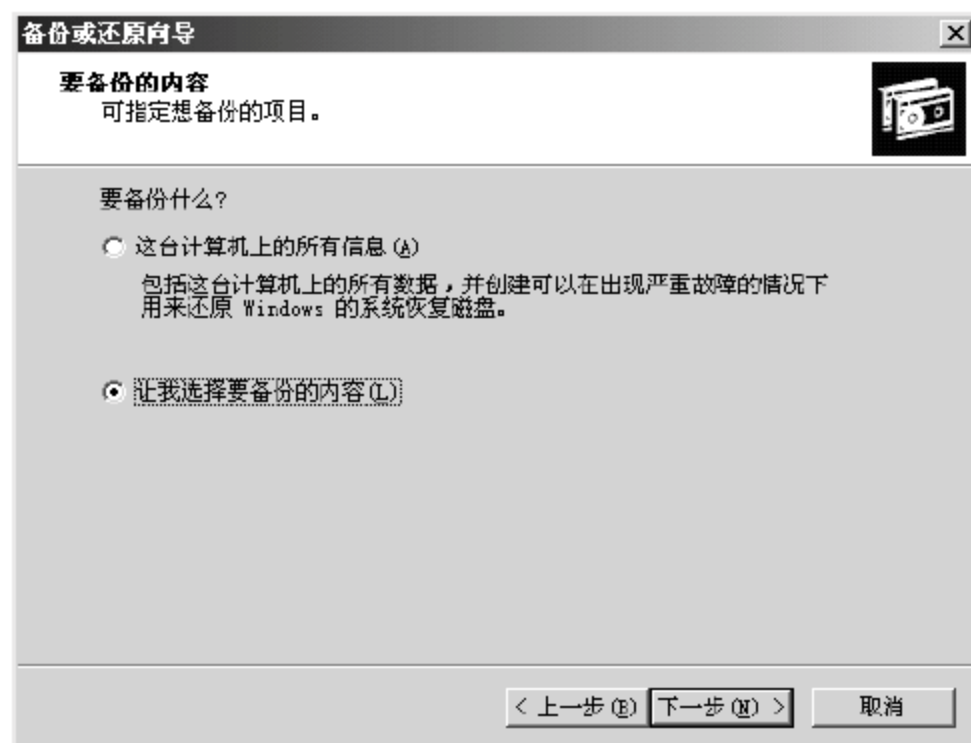 备份或还原向导
要备份的内容
可指定想备份的项目。
要备份什么?
这台计算机上的所有信息(A)
包括这台计算机上的所有数据，并创建可以在出现严重故障的情况下
用来还原 Windows 的系统恢复磁盘。
让我选择要备份的内容(L)
< 上一步(B) 下一步(N) > 取消